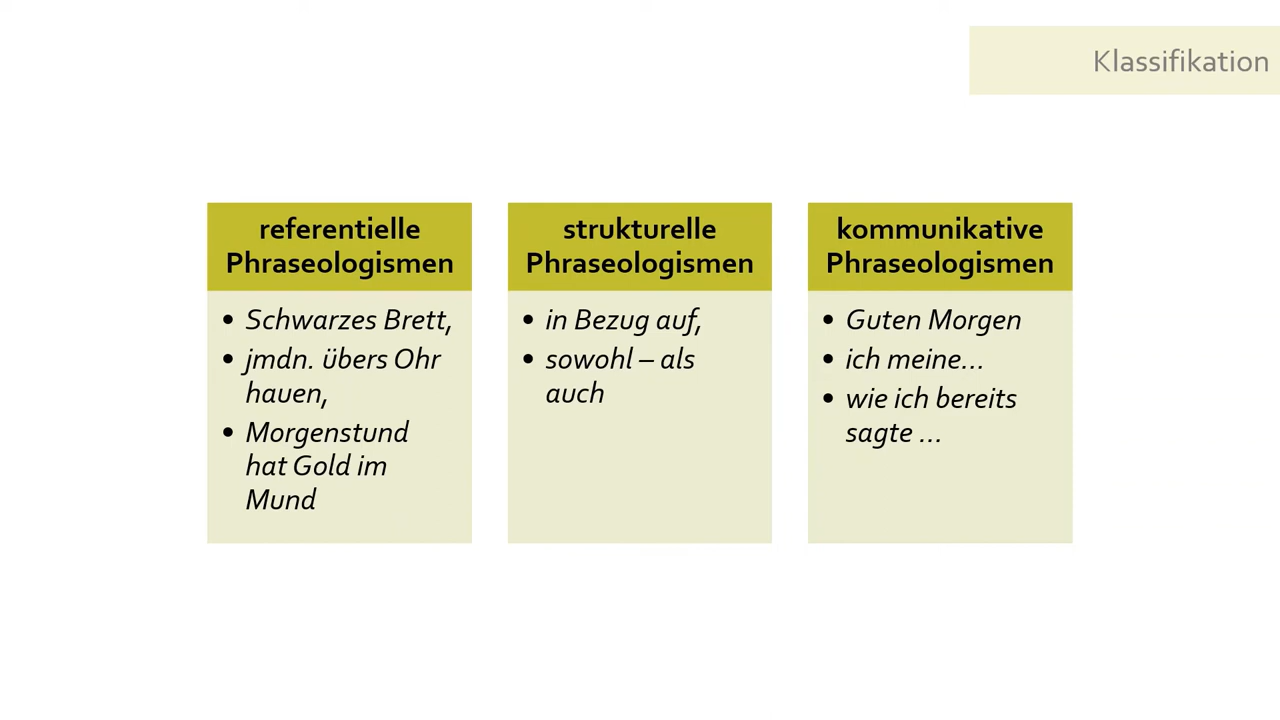 Klassifikation
referentielle
Phraseologismen
• Schwarzes Brett,
• jmdn. übers Ohr
hauen,
• Morgenstund
hat Gold im
Mund
strukturelle
Phraseologismen
• in Bezug auf,
• sowohl – als
auch
kommunikative
Phraseologismen
• Guten Morgen
• ich meine...
• wie ich bereits
sagte ...